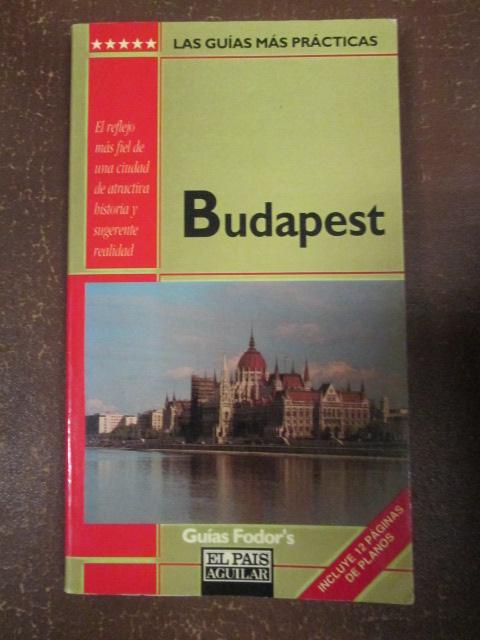 LAS GUÍAS MÁS PRÁCTICAS
El reflejo
más fiel de
una ciudad
de atractiva
historia y
sugerente
realidad
Budapest
Guías Fodor's
EL PAIS
AGUILAR
INCLUYE 12 PÁGINAS
DE PLANOS